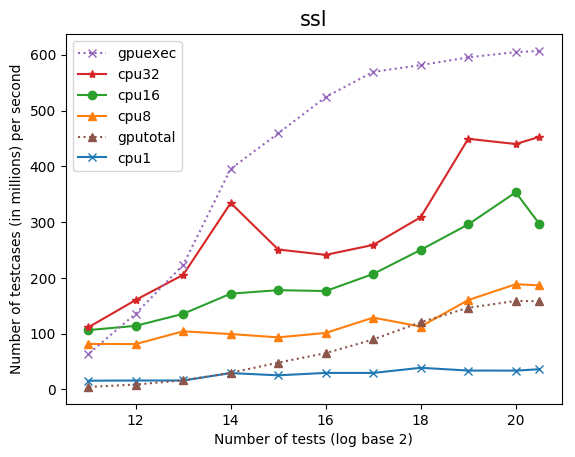 ssl
Number of testcases (in millions) per second
600
500
400
300
200
100
0
gpuexec
cpu32
cpu16
cpu8
gputotal
cpu1
12 14 16 18 20
Number of tests (log base 2)